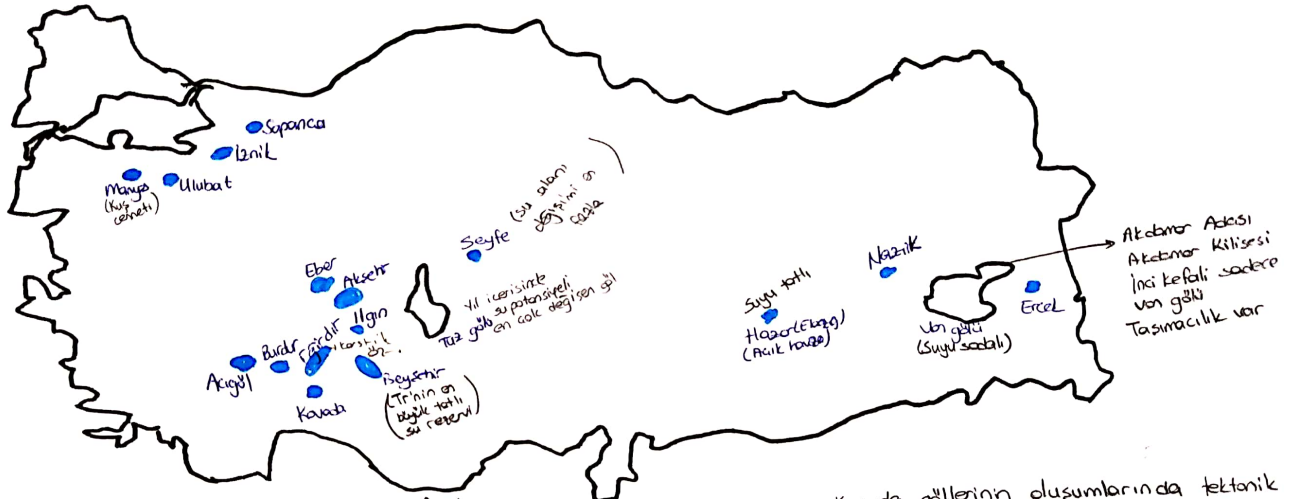 Sapanca
İznik
Manyas
(Kuş
cenneti)
Ulubat
Seyfe
(su alanı
değişimi en
fazla
Eber
Akşehir
Ilgın
Eğirdir
karstik
öz.
Burdur
Acıgöl
Kovada
Beyşehir
(Tr'nin en
büyük tatlı
su rezervi)
Yıl içerisinde
su potansiyeli
en çok değişen göl
Tuz gölü
Suyu tatlı
Hazar (Elazığ)
(Açık havza)
Nazik
Van gölü
(Suyu sodalı)
Erçek
Akdamar Adası
Akdamar Kilisesi
İnci kefali sadece
Van gölü
Taşımacılık var
göllerinin oluşumlarında tektonik